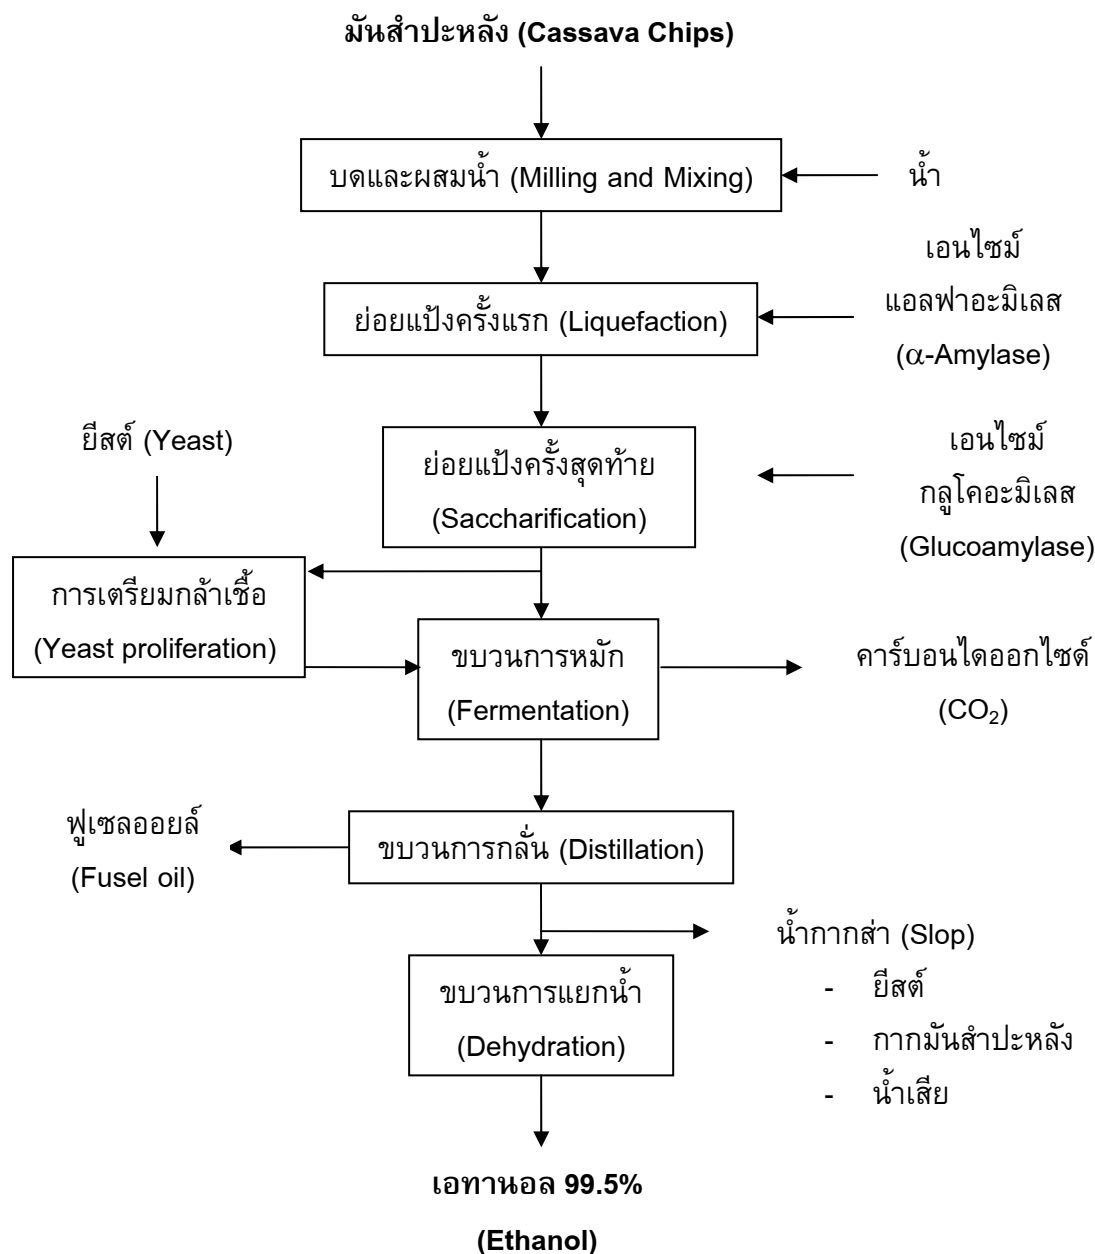 มันสำปะหลัง (Cassava Chips)
บดและผสมน้ำ (Milling and Mixing)
น้ำ
เอนไซม์
แอลฟาอะมิเลส
(α-Amylase)
ย่อยแป้งครั้งแรก (Liquefaction)
ยีสต์ (Yeast)
ย่อยแป้งครั้งสุดท้าย
(Saccharification)
เอนไซม์
กลูโคอะมิเลส
(Glucoamylase)
การเตรียมกล้าเชื้อ
(Yeast proliferation)
ขบวนการหมัก
(Fermentation)
คาร์บอนไดออกไซด์
(CO₂)
ฟูเซลออยล์
(Fusel oil)
ขบวนการกลั่น (Distillation)
น้ำกากส่า (Slop)
- ยีสต์
- กากมันสำปะหลัง
- น้ำเสีย
ขบวนการแยกน้ำ
(Dehydration)
เอทานอล 99.5%
(Ethanol)